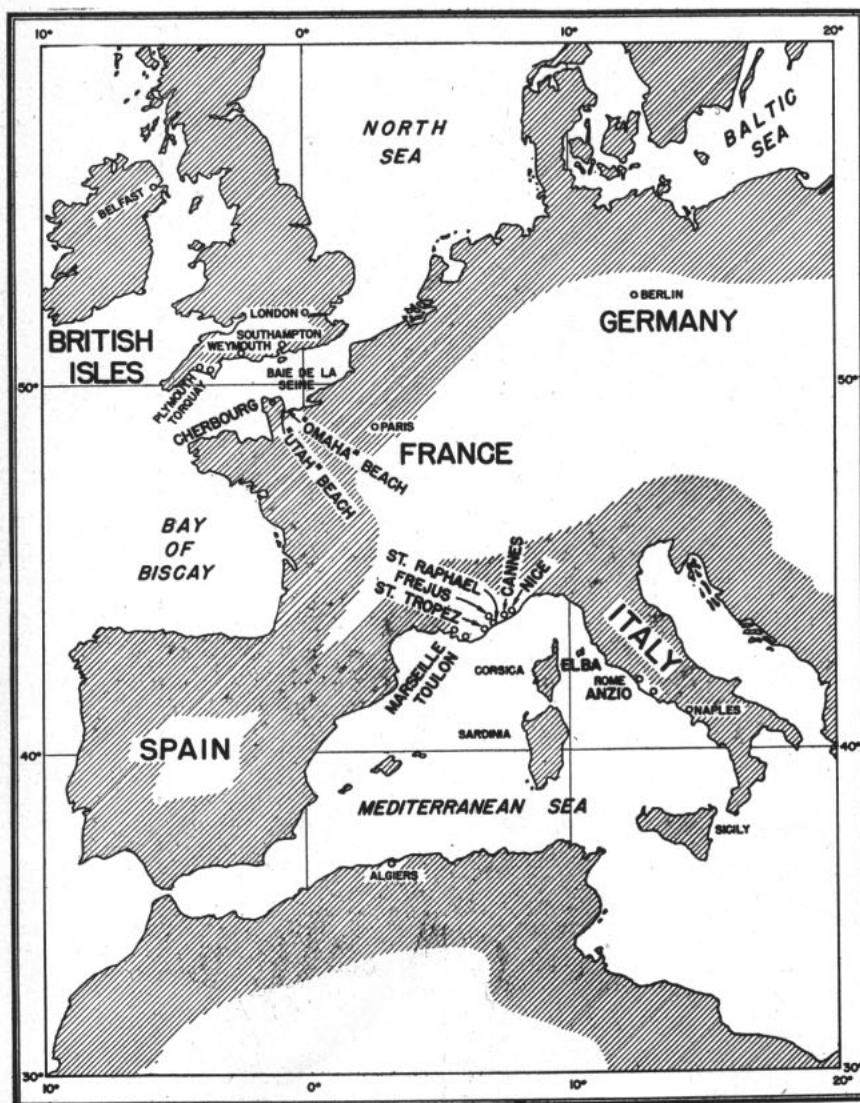 10°
0°
10°
20°
NORTH
SEA
BALTIC
SEA
BELFAST
LONDON
BERLIN
SOUTHAMPTON
WEYMOUTH
GERMANY
BRITISH
ISLES
BAIE DE LA
SEINE
50°
50°
PLYMOUTH
TORQUAY
CHERBOURG
PARIS
"OMAHA" BEACH
"UTAH" BEACH
FRANCE
BAY
OF
BISCAY
ST. RAPHAEL
FREJUS
ST. TROPEZ
CANNES
NICE
MARSEILLE
TOULON
ITALY
CORSICA
ELBA
ROME
ANZIO
NAPLES
SARDINIA
SPAIN
40°
40°
MEDITERRANEAN SEA
SICILY
ALGIERS
30°
30°
10°
0°
10°
20°